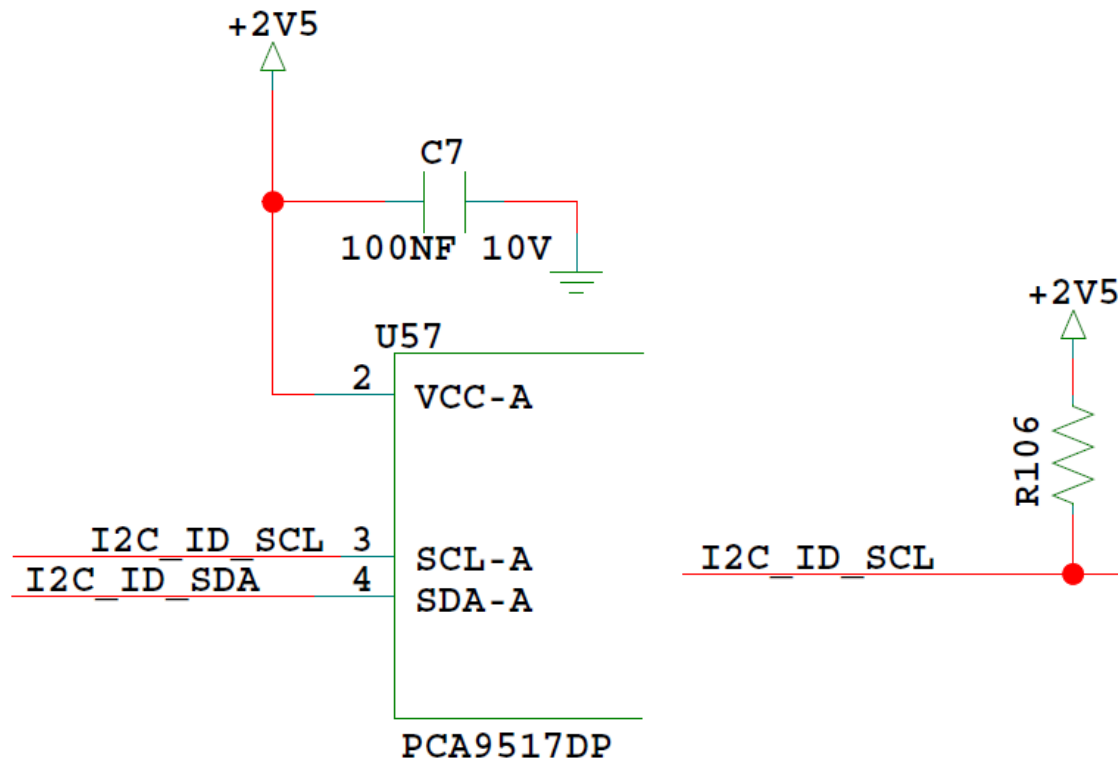 +2V5
C7
100NF 10V
U57
2 VCC-A
I2C_ID_SCL 3 SCL-A
I2C_ID_SDA 4 SDA-A
PCA9517DP
+2V5
R106
I2C_ID_SCL